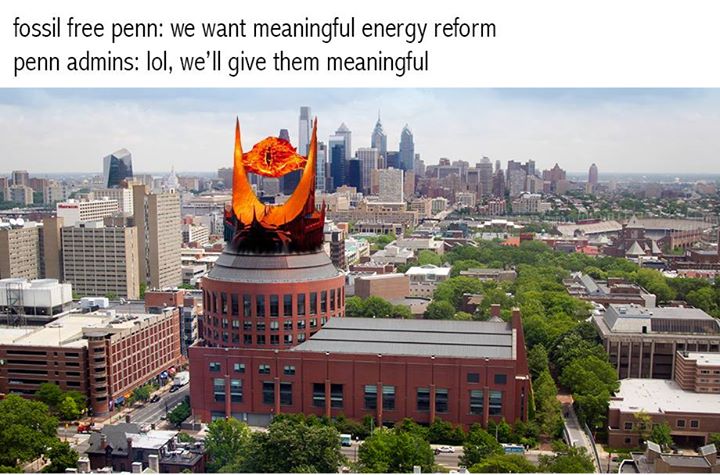 fossil free penn: we want meaningful energy reform
penn admins: lol, we'll give them meaningful